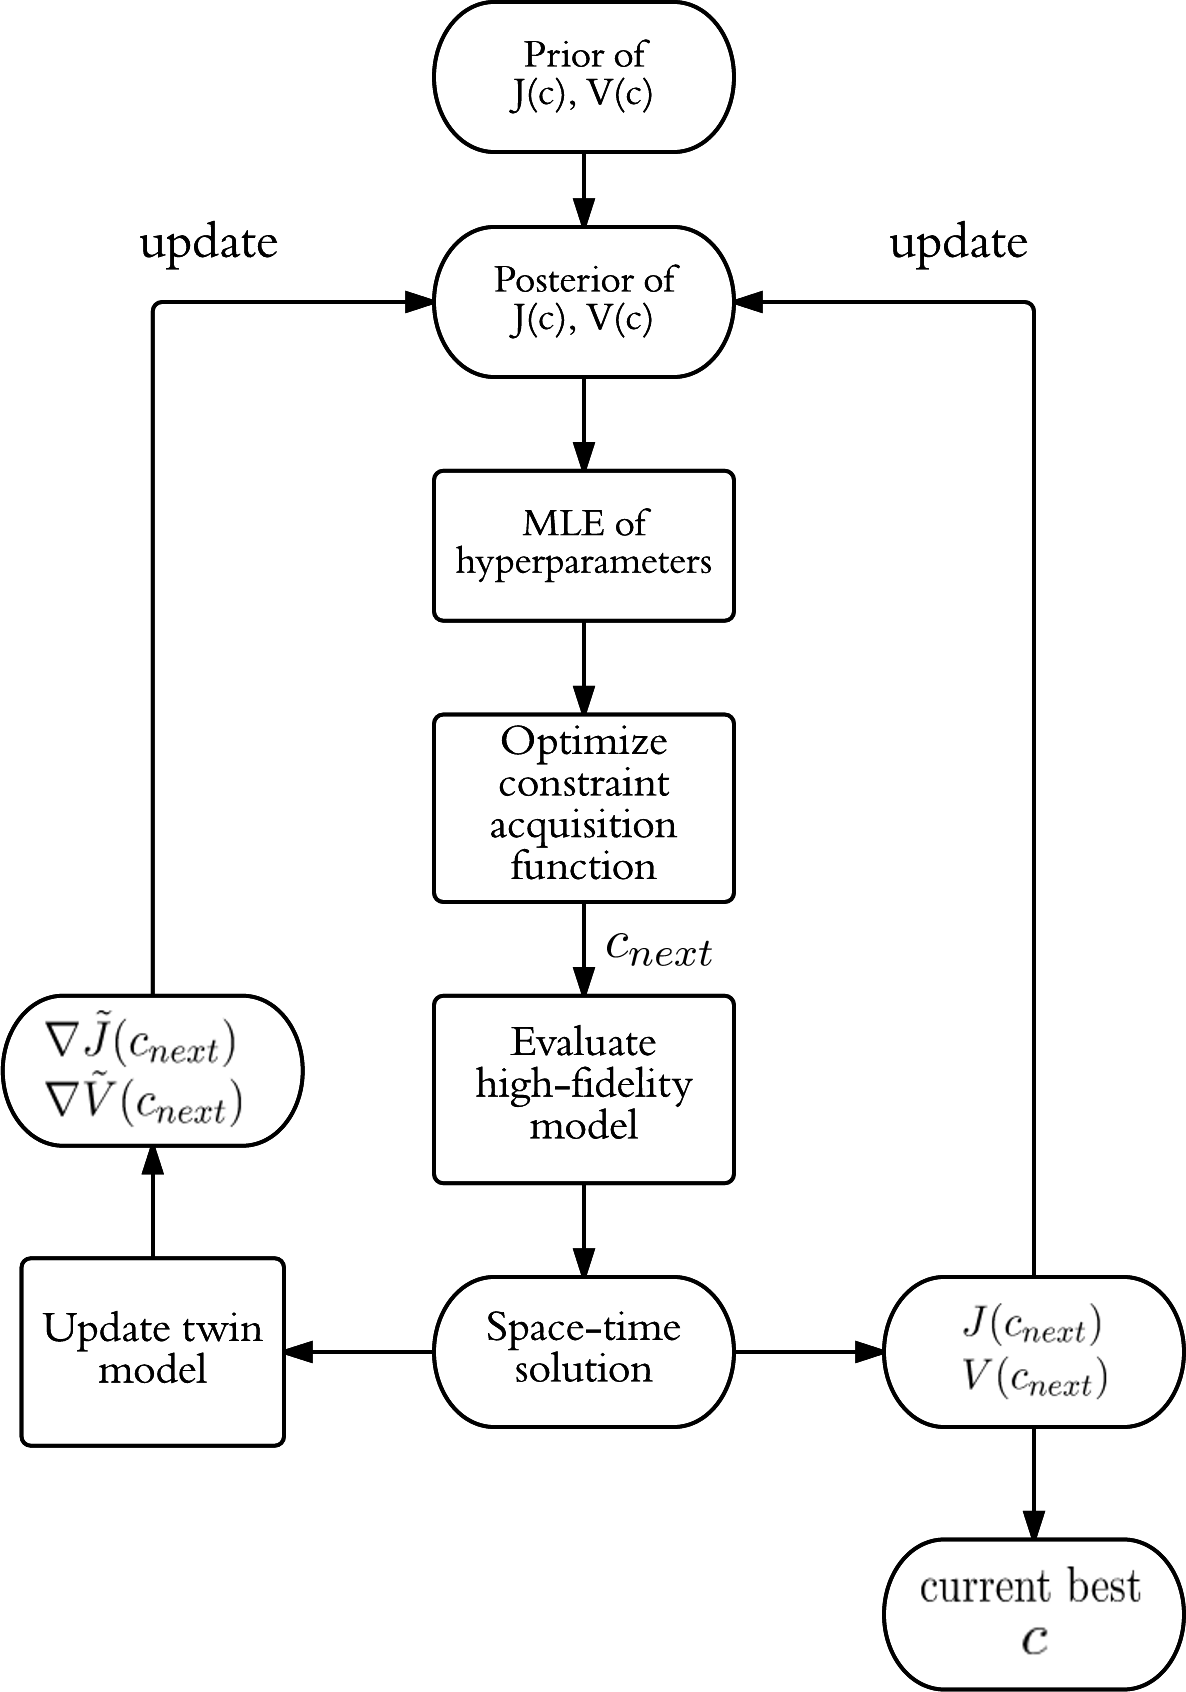 Prior of
J(c), V(c)
update
update
Posterior of
J(c), V(c)
MLE of
hyperparameters
Optimize
constraint
acquisition
function
$c_{next}$
$\nabla \tilde{J}(c_{next})$
$\nabla \tilde{V}(c_{next})$
Evaluate
high-fidelity
model
Update twin
model
Space-time
solution
$J(c_{next})$
$V(c_{next})$
current best
$c$